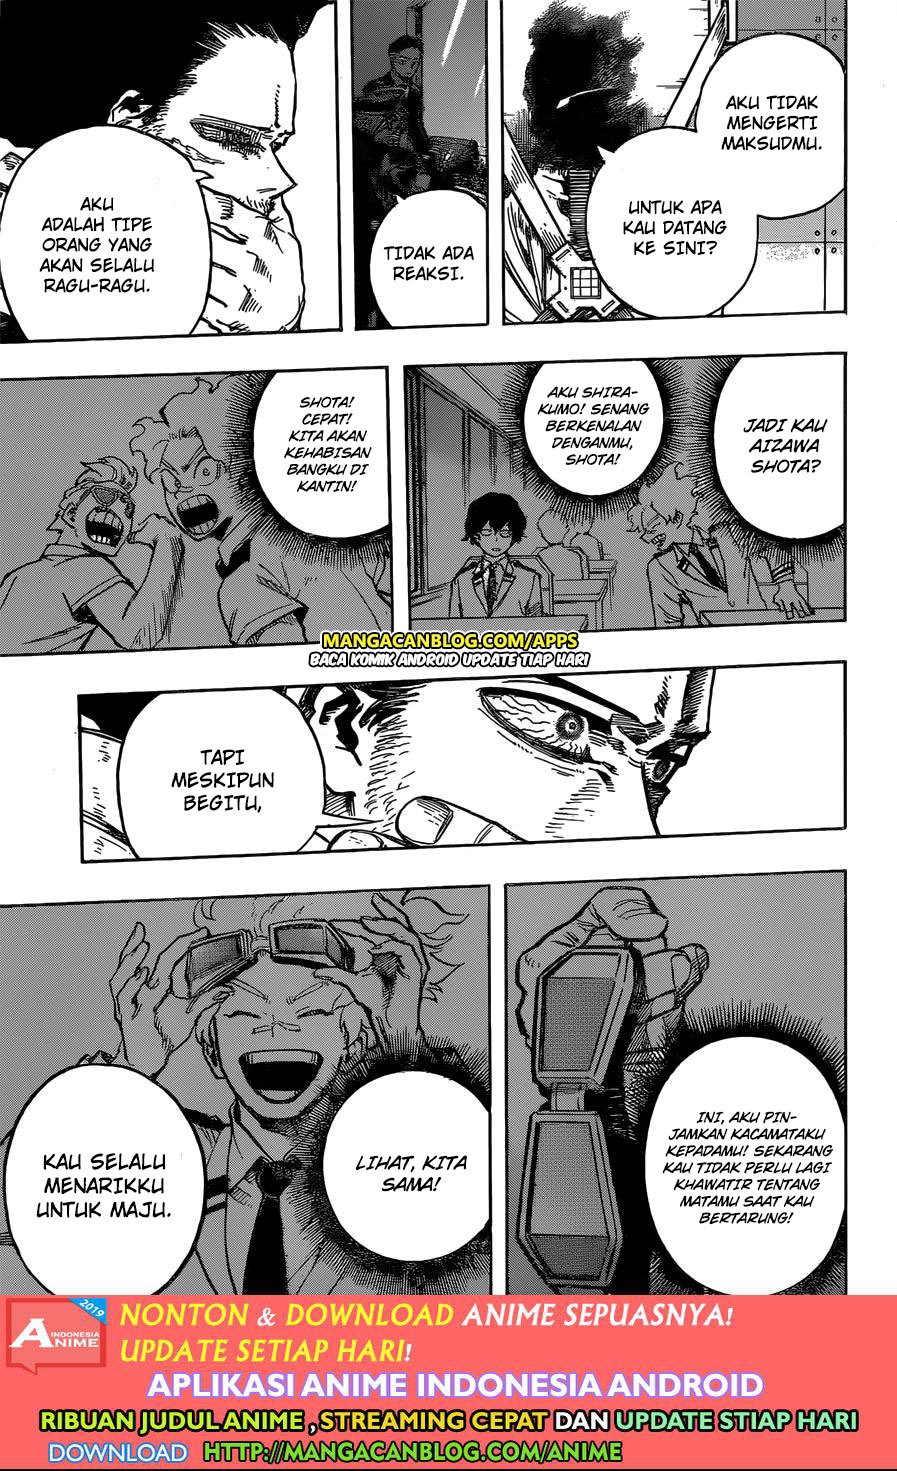 AKU TIDAK
MENGERTI
MAKSUDMU.
UNTUK APA
KAU DATANG
KE SINI?
TIDAK ADA
REAKSI.
AKU
ADALAH TIPE
ORANG YANG
AKAN SELALU
RAGU-RAGU.
JADI KAU
AIZAWA
SHOTA?
AKU SHIRA-
KUMO! SENANG
BERKENALAN
DENGANMU,
SHOTA!
SHOTA!
CEPAT!
KITA AKAN
KEHABISAN
BANGKU DI
KANTIN!
MANGACANBLOG.COM/APPS
BACA KOMIK ANDROID UPDATE TIAP HARI
TAPI
MESKIPUN
BEGITU,
INI, AKU PIN-
JAMKAN KACAMATAKU
KEPADAMU! SEKARANG
KAU TIDAK PERLU LAGI
KHAWATIR TENTANG
MATAMU SAAT KAU
BERTARUNG!
LIHAT, KITA
SAMA!
KAU SELALU
MENARIKKU
UNTUK MAJU.
2019
INDONESIA
ANIME
NONTON & DOWNLOAD ANIME SEPUASNYA!
UPDATE SETIAP HARI!
APLIKASI ANIME INDONESIA ANDROID
RIBUAN JUDUL ANIME , STREAMING CEPAT DAN UPDATE STIAP HARI
DOWNLOAD HTTP://MANGACANBLOG.COM/ANIME